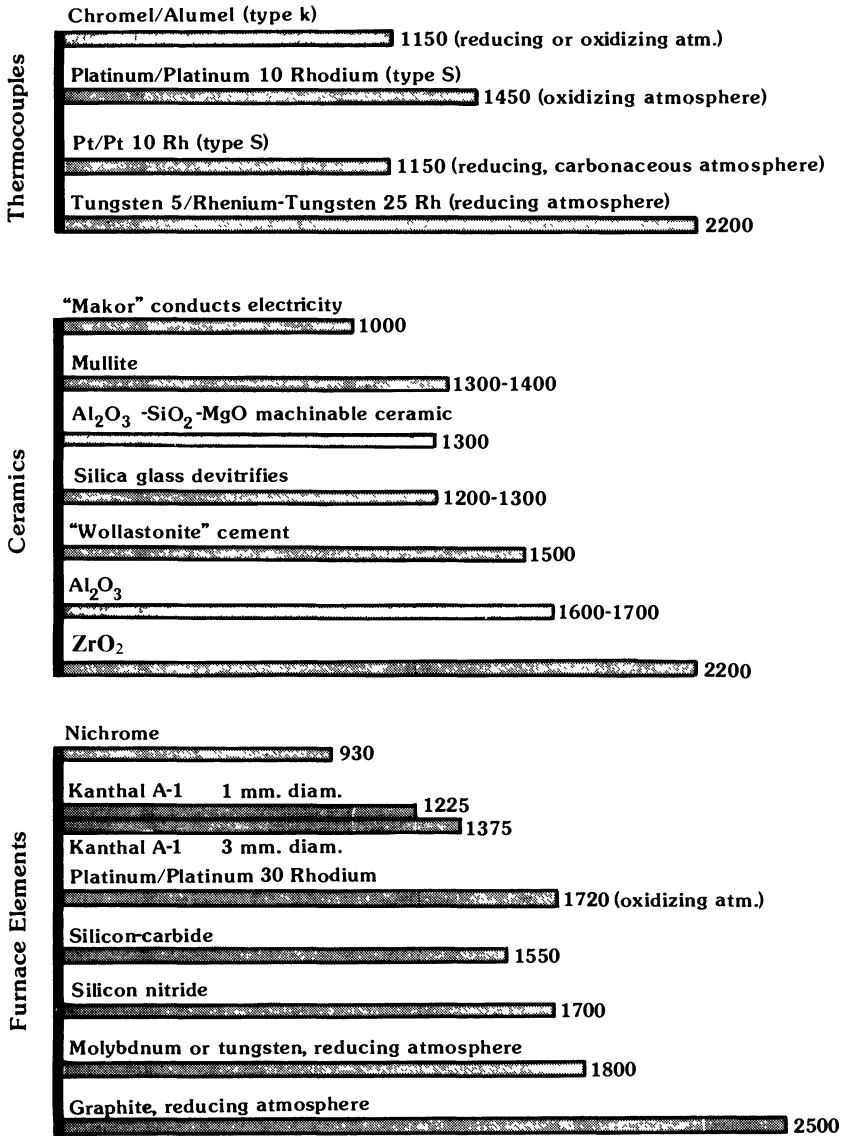 Thermocouples
Chromel/Alumel (type k)
1150 (reducing or oxidizing atm.)
Platinum/Platinum 10 Rhodium (type S)
1450 (oxidizing atmosphere)
Pt/Pt 10 Rh (type S)
1150 (reducing, carbonaceous atmosphere)
Tungsten 5/Rhenium-Tungsten 25 Rh (reducing atmosphere)
2200
Ceramics
“Makor” conducts electricity
1000
Mullite
1300-1400
Al₂O₃ -SiO₂-MgO machinable ceramic
1300
Silica glass devitrifies
1200-1300
“Wollastonite” cement
1500
Al₂O₃
1600-1700
ZrO₂
2200
Furnace Elements
Nichrome
930
Kanthal A-1 1 mm. diam.
1225
1375
Kanthal A-1 3 mm. diam.
Platinum/Platinum 30 Rhodium
1720 (oxidizing atm.)
Silicon-carbide
1550
Silicon nitride
1700
Molybdnum or tungsten, reducing atmosphere
1800
Graphite, reducing atmosphere
2500